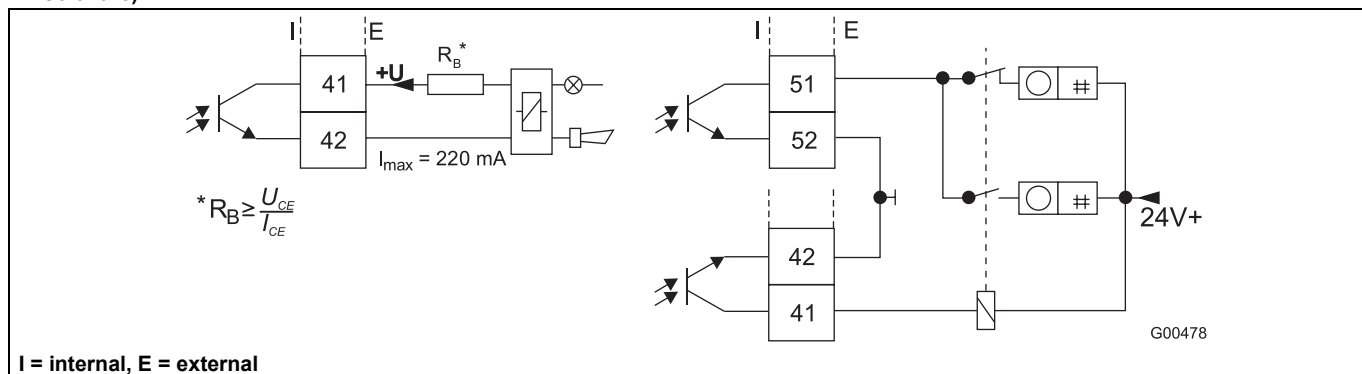 I E
41
42
+U
R_B*
I_max = 220 mA
*R_B ≥ U_CE / I_CE
I E
51
52
42
41
#
#
24V+
G00478
I = internal, E = external